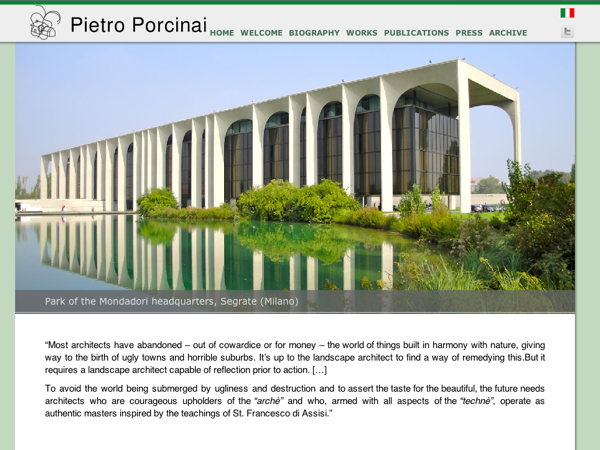 Pietro Porcinai
HOME WELCOME BIOGRAPHY WORKS PUBLICATIONS PRESS ARCHIVE
Park of the Mondadori headquarters, Segrate (Milano)
“Most architects have abandoned – out of cowardice or for money – the world of things built in harmony with nature, giving
way to the birth of ugly towns and horrible suburbs. It's up to the landscape architect to find a way of remedying this.But it
requires a landscape architect capable of reflection prior to action. […]
To avoid the world being submerged by ugliness and destruction and to assert the taste for the beautiful, the future needs
architects who are courageous upholders of the “archè” and who, armed with all aspects of the “technè”, operate as
authentic masters inspired by the teachings of St. Francesco di Assisi.”